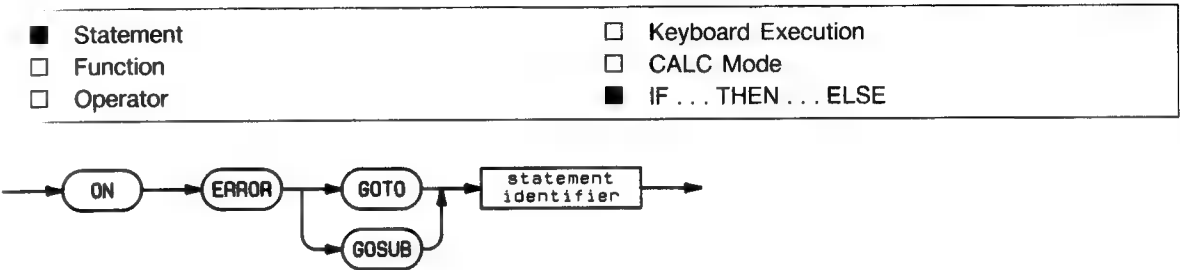 ■ Statement
□ Function
□ Operator
□ Keyboard Execution
□ CALC Mode
■ IF . . . THEN . . . ELSE
ON ERROR GOTO statement identifier
GOSUB